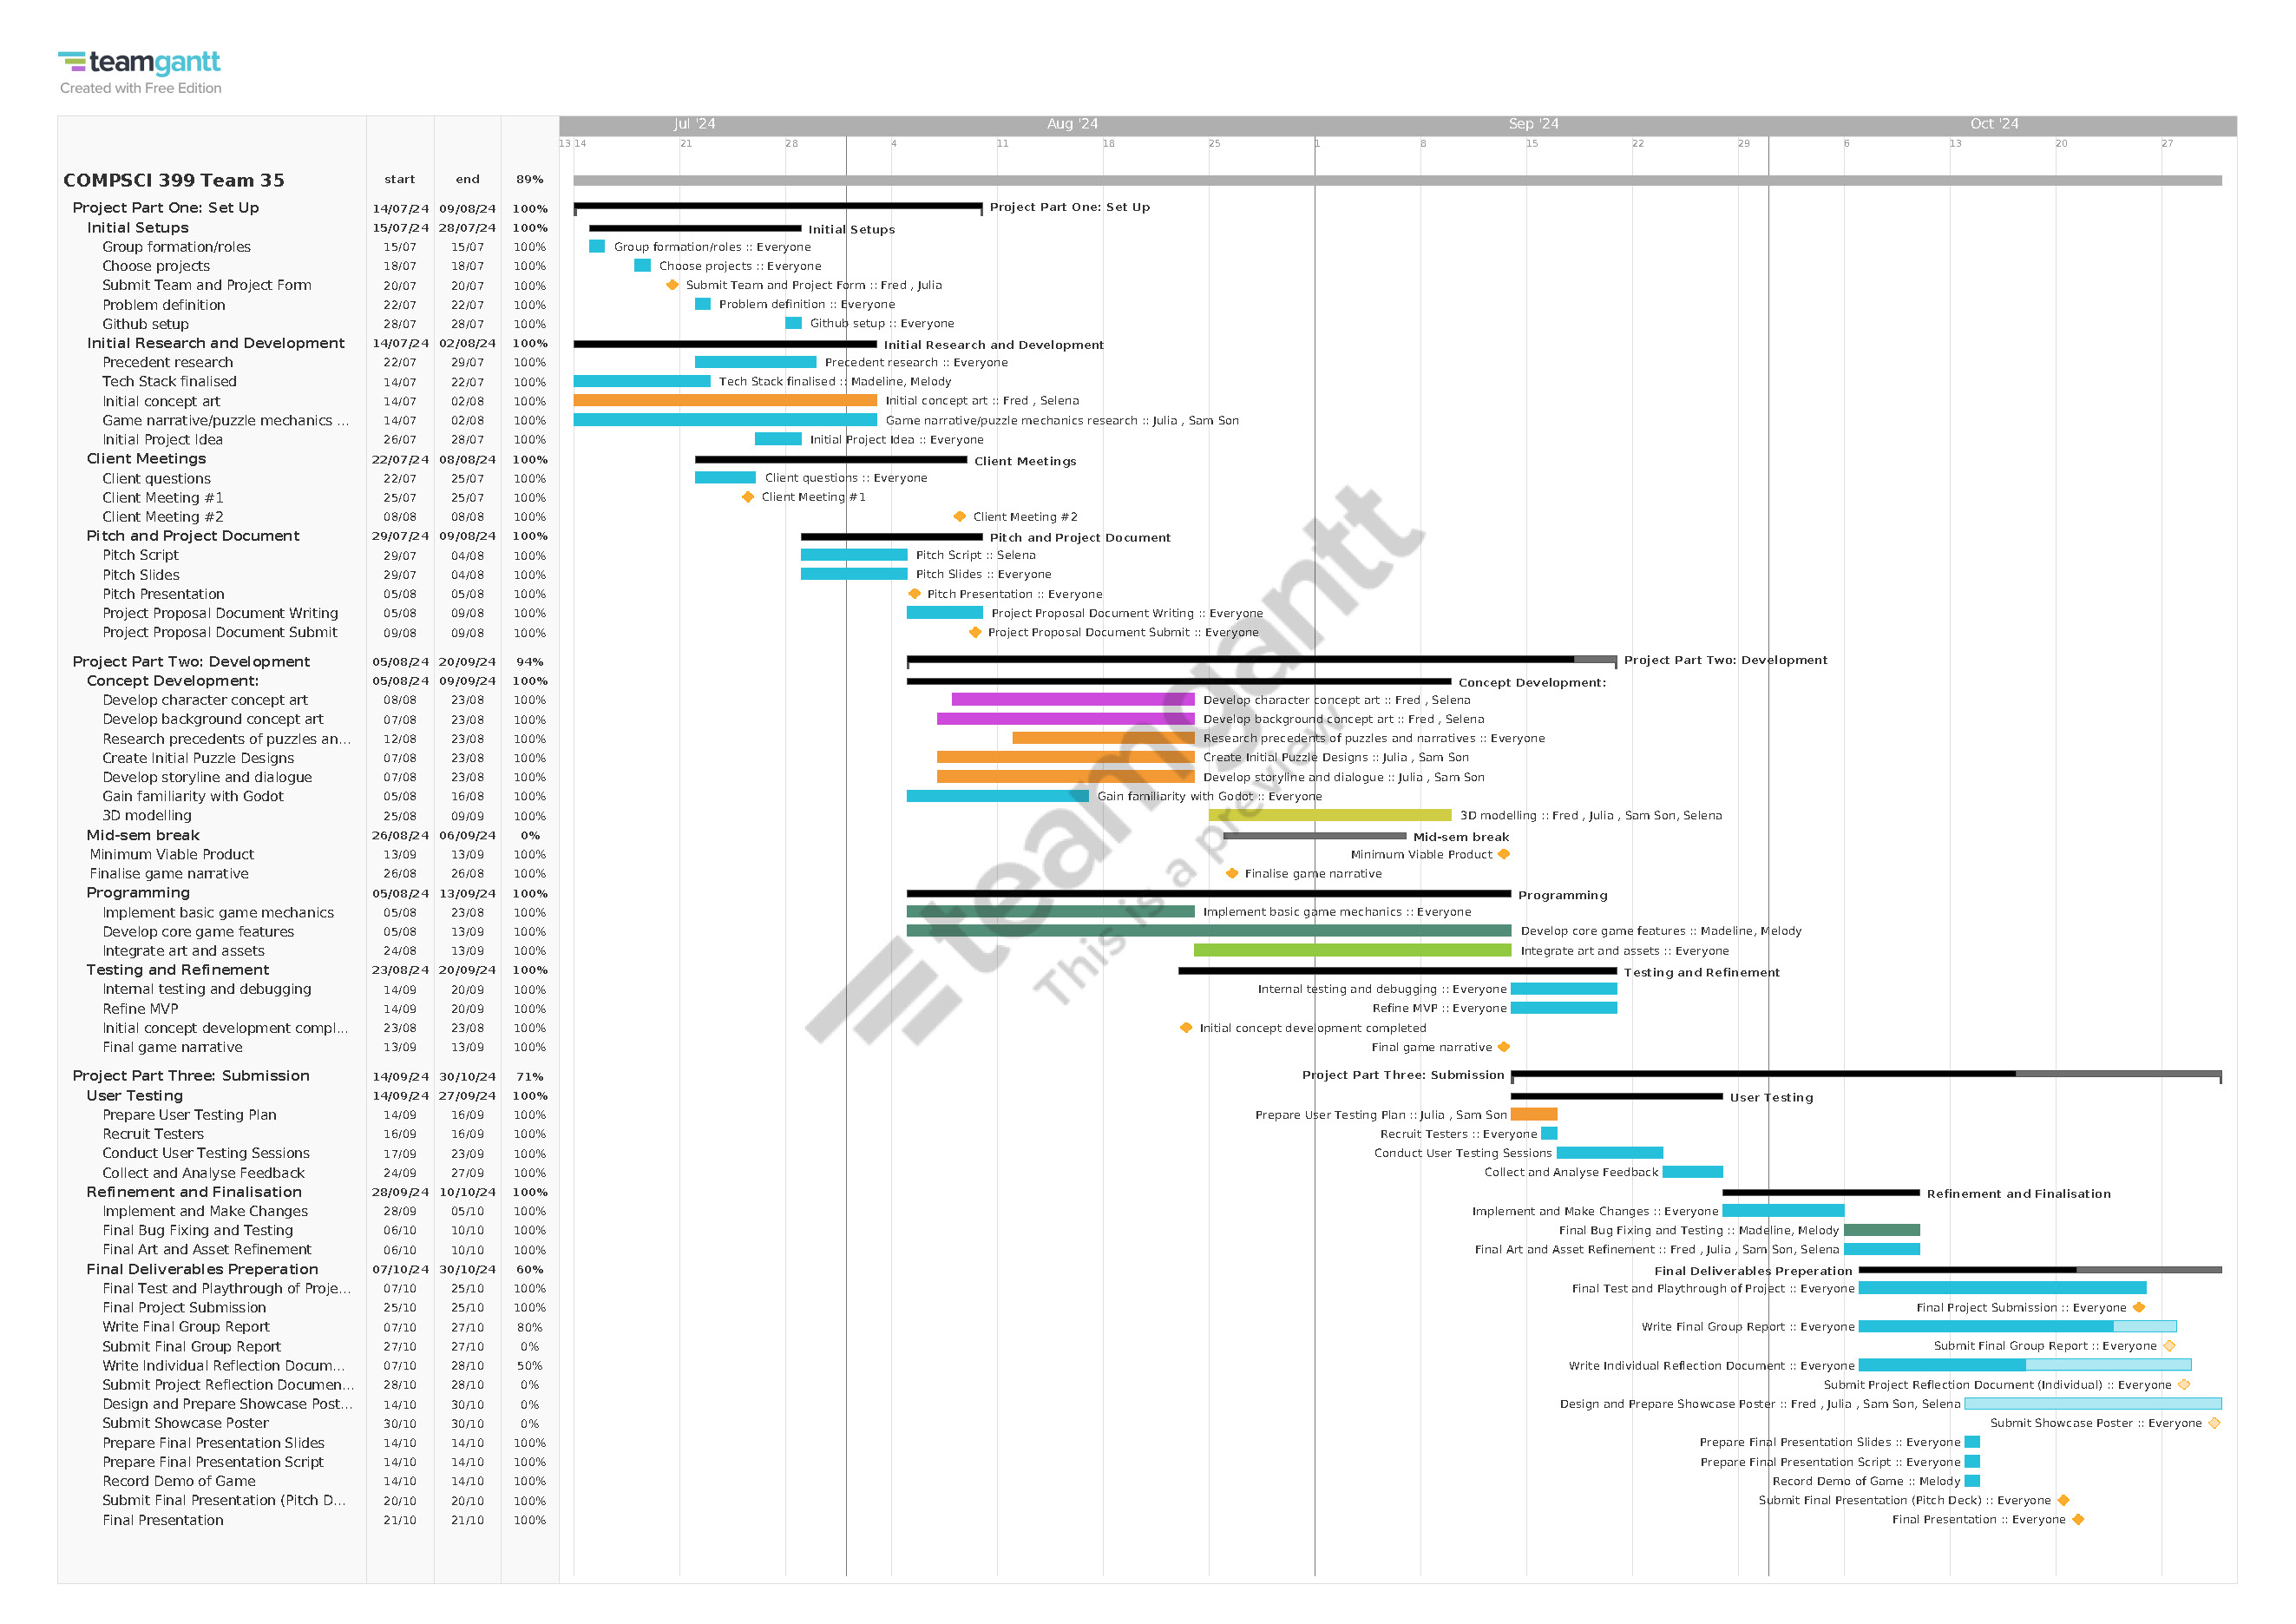 teamgantt
Created with Free Edition
Jul '24 Aug '24 Sep '24 Oct '24
13 14 21 28 4 11 18 25 1 8 15 22 29 6 13 20 27
COMPSCI 399 Team 35 start end 89%
Project Part One: Set Up 14/07/24 09/08/24 100% Project Part One: Set Up
Initial Setups 15/07/24 28/07/24 100% Initial Setups
Group formation/roles 15/07 15/07 100% Group formation/roles :: Everyone
Choose projects 18/07 18/07 100% Choose projects :: Everyone
Submit Team and Project Form 20/07 20/07 100% Submit Team and Project Form :: Fred , Julia
Problem definition 22/07 22/07 100% Problem definition :: Everyone
Github setup 28/07 28/07 100% Github setup :: Everyone
Initial Research and Development 14/07/24 02/08/24 100% Initial Research and Development
Precedent research 22/07 29/07 100% Precedent research :: Everyone
Tech Stack finalised 14/07 22/07 100% Tech Stack finalised :: Madeline, Melody
Initial concept art 14/07 02/08 100% Initial concept art :: Fred , Selena
Game narrative/puzzle mechanics ... 14/07 02/08 100% Game narrative/puzzle mechanics research :: Julia , Sam Son
Initial Project Idea 26/07 28/07 100% Initial Project Idea :: Everyone
Client Meetings 22/07/24 08/08/24 100% Client Meetings
Client questions 22/07 25/07 100% Client questions :: Everyone
Client Meeting #1 25/07 25/07 100% Client Meeting #1
Client Meeting #2 08/08 08/08 100% Client Meeting #2
Pitch and Project Document 29/07/24 09/08/24 100% Pitch and Project Document
Pitch Script 29/07 04/08 100% Pitch Script :: Selena
Pitch Slides 29/07 04/08 100% Pitch Slides :: Everyone
Pitch Presentation 05/08 05/08 100% Pitch Presentation :: Everyone
Project Proposal Document Writing 05/08 09/08 100% Project Proposal Document Writing :: Everyone
Project Proposal Document Submit 09/08 09/08 100% Project Proposal Document Submit :: Everyone
Project Part Two: Development 05/08/24 20/09/24 94% Project Part Two: Development
Concept Development: 05/08/24 09/09/24 100% Concept Development:
Develop character concept art 08/08 23/08 100% Develop character concept art :: Fred , Selena
Develop background concept art 07/08 23/08 100% Develop background concept art :: Fred , Selena
Research precedents of puzzles an... 12/08 23/08 100% Research precedents of puzzles and narratives :: Everyone
Create Initial Puzzle Designs 07/08 23/08 100% Create Initial Puzzle Designs :: Julia , Sam Son
Develop storyline and dialogue 07/08 23/08 100% Develop storyline and dialogue :: Julia , Sam Son
Gain familiarity with Godot 05/08 16/08 100% Gain familiarity with Godot :: Everyone
3D modelling 25/08 09/09 100% 3D modelling :: Fred , Julia , Sam Son, Selena
Mid-sem break 26/08/24 06/09/24 0% Mid-sem break
Minimum Viable Product 13/09 13/09 100% Minimum Viable Product
Finalise game narrative 26/08 26/08 100% Finalise game narrative
Programming 05/08/24 13/09/24 100% Programming
Implement basic game mechanics 05/08 23/08 100% Implement basic game mechanics :: Everyone
Develop core game features 05/08 13/09 100% Develop core game features :: Madeline, Melody
Integrate art and assets 24/08 13/09 100% Integrate art and assets :: Everyone
Testing and Refinement 23/08/24 20/09/24 100% Testing and Refinement
Internal testing and debugging 14/09 20/09 100% Internal testing and debugging :: Everyone
Refine MVP 14/09 20/09 100% Refine MVP :: Everyone
Initial concept development compl... 23/08 23/08 100% Initial concept development completed
Final game narrative 13/09 13/09 100% Final game narrative
Project Part Three: Submission 14/09/24 30/10/24 71% Project Part Three: Submission
User Testing 14/09/24 27/09/24 100% User Testing
Prepare User Testing Plan 14/09 16/09 100% Prepare User Testing Plan :: Julia , Sam Son
Recruit Testers 16/09 16/09 100% Recruit Testers :: Everyone
Conduct User Testing Sessions 17/09 23/09 100% Conduct User Testing Sessions
Collect and Analyse Feedback 24/09 27/09 100% Collect and Analyse Feedback
Refinement and Finalisation 28/09/24 10/10/24 100% Refinement and Finalisation
Implement and Make Changes 28/09 05/10 100% Implement and Make Changes :: Everyone
Final Bug Fixing and Testing 06/10 10/10 100% Final Bug Fixing and Testing :: Madeline, Melody
Final Art and Asset Refinement 06/10 10/10 100% Final Art and Asset Refinement :: Fred , Julia , Sam Son, Selena
Final Deliverables Preperation 07/10/24 30/10/24 60% Final Deliverables Preperation
Final Test and Playthrough of Proje... 07/10 25/10 100% Final Test and Playthrough of Project :: Everyone
Final Project Submission 25/10 25/10 100% Final Project Submission :: Everyone
Write Final Group Report 07/10 27/10 80% Write Final Group Report :: Everyone
Submit Final Group Report 27/10 27/10 0% Submit Final Group Report :: Everyone
Write Individual Reflection Docum... 07/10 28/10 50% Write Individual Reflection Document :: Everyone
Submit Project Reflection Documen... 28/10 28/10 0% Submit Project Reflection Document (Individual) :: Everyone
Design and Prepare Showcase Post... 14/10 30/10 0% Design and Prepare Showcase Poster :: Fred , Julia , Sam Son, Selena
Submit Showcase Poster 30/10 30/10 0% Submit Showcase Poster :: Everyone
Prepare Final Presentation Slides 14/10 14/10 100% Prepare Final Presentation Slides :: Everyone
Prepare Final Presentation Script 14/10 14/10 100% Prepare Final Presentation Script :: Everyone
Record Demo of Game 14/10 14/10 100% Record Demo of Game :: Melody
Submit Final Presentation (Pitch D... 20/10 20/10 100% Submit Final Presentation (Pitch Deck) :: Everyone
Final Presentation 21/10 21/10 100% Final Presentation :: Everyone
teamgantt
This is a preview